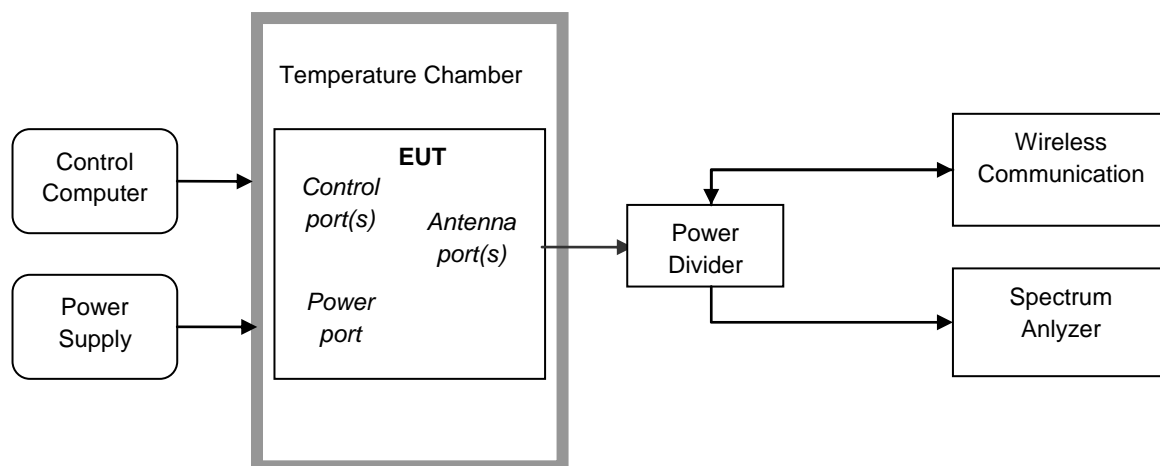 Temperature Chamber
Control
Computer
Power
Supply
EUT
Control
port(s)
Antenna
port(s)
Power
port
Power
Divider
Wireless
Communication
Spectrum
Anlyzer